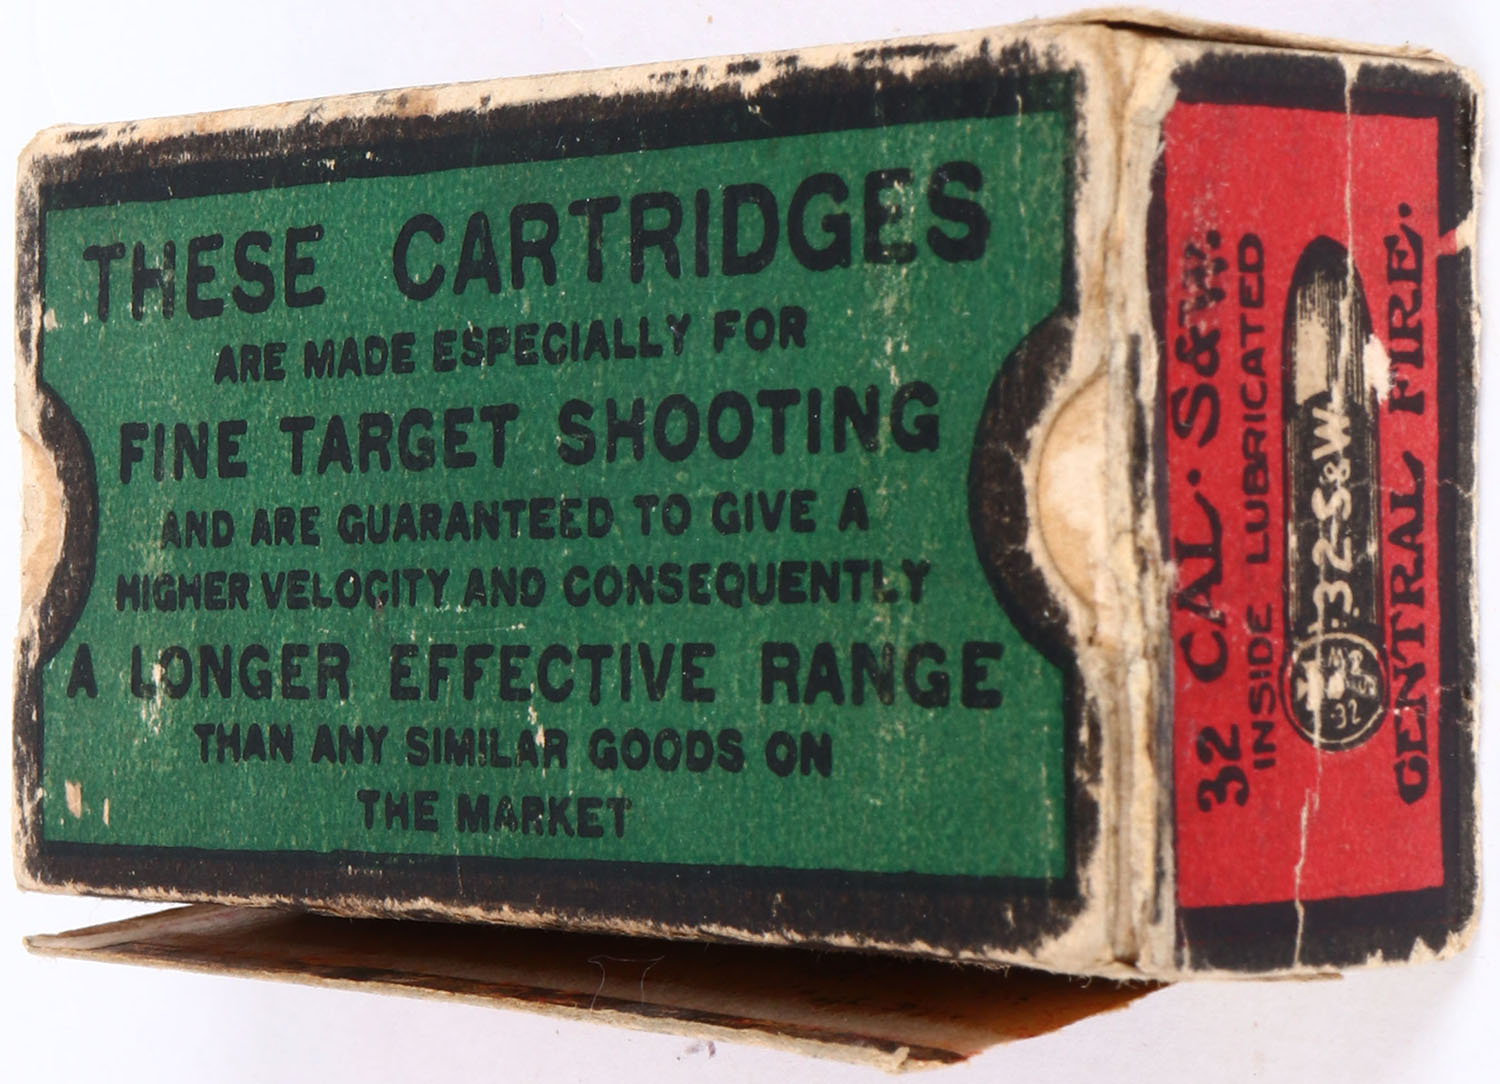 THESE CARTRIDGES
ARE MADE ESPECIALLY FOR
FINE TARGET SHOOTING
AND ARE GUARANTEED TO GIVE A
HIGHER VELOCITY AND CONSEQUENTLY
A LONGER EFFECTIVE RANGE
THAN ANY SIMILAR GOODS ON
THE MARKET
32 CAL. S&W.
INSIDE LUBRICATED
.32-S&W.
32
CENTRAL FIRE.